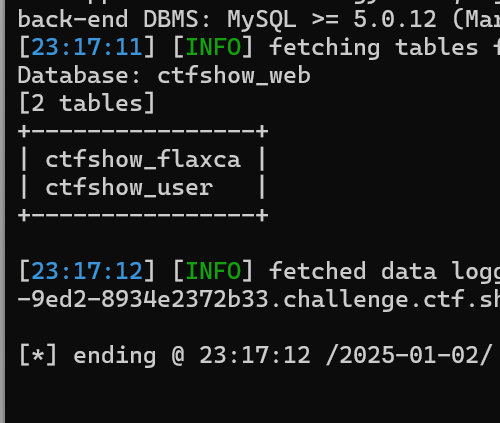 back-end DBMS: MySQL >= 5.0.12 (Mar
[23:17:11] [INFO] fetching tables f
Database: ctfshow_web
[2 tables]
+----------------+
| ctfshow_flaxca |
| ctfshow_user   |
+----------------+
[23:17:12] [INFO] fetched data logg
-9ed2-8934e2372b33.challenge.ctf.sh
[*] ending @ 23:17:12 /2025-01-02/